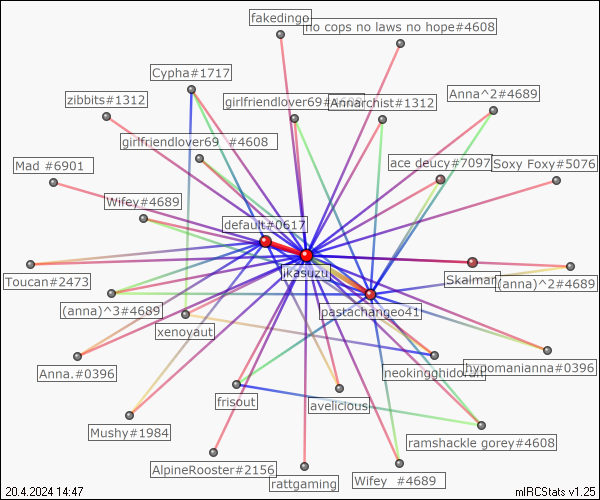 fakedingo
no cops no laws no hope#4608
Cypha#1717
zibbits#1312
girlfriendlover69#4608
Annarchist#1312
Anna^2#4689
girlfriendlover69 #4608
ace deucy#7097
Soxy Foxy#5076
Mad #6901
Wifey#4689
default#0617
jkasuzu
Toucan#2473
Skalman
(anna)^2#4689
(anna)^3#4689
pastachangeo41
xenoyaut
Anna.#0396
neokingghidorah
hypomanianna#0396
frisout
avelicious
Mushy#1984
ramshackle gorey#4608
AlpineRooster#2156
rattgaming
Wifey #4689
20.4.2024 14:47
mIRCStats v1.25